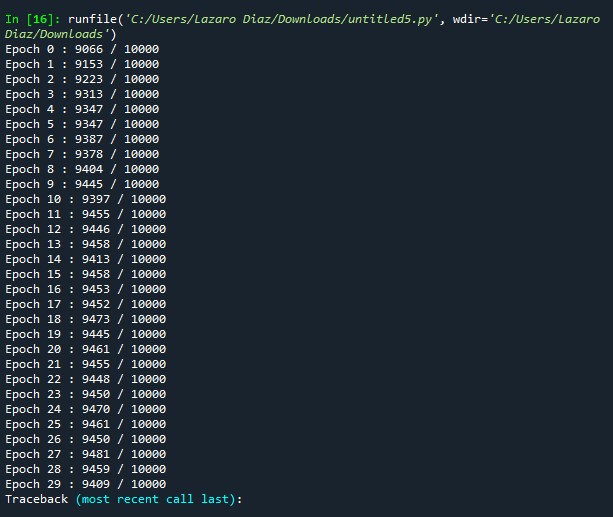 In [16]: runfile('C:/Users/Lazaro Diaz/Downloads/untitled5.py', wdir='C:/Users/Lazaro
Diaz/Downloads')
Epoch 0 : 9066 / 10000
Epoch 1 : 9153 / 10000
Epoch 2 : 9223 / 10000
Epoch 3 : 9313 / 10000
Epoch 4 : 9347 / 10000
Epoch 5 : 9347 / 10000
Epoch 6 : 9387 / 10000
Epoch 7 : 9378 / 10000
Epoch 8 : 9404 / 10000
Epoch 9 : 9445 / 10000
Epoch 10 : 9397 / 10000
Epoch 11 : 9455 / 10000
Epoch 12 : 9446 / 10000
Epoch 13 : 9458 / 10000
Epoch 14 : 9413 / 10000
Epoch 15 : 9458 / 10000
Epoch 16 : 9453 / 10000
Epoch 17 : 9452 / 10000
Epoch 18 : 9473 / 10000
Epoch 19 : 9445 / 10000
Epoch 20 : 9461 / 10000
Epoch 21 : 9455 / 10000
Epoch 22 : 9448 / 10000
Epoch 23 : 9450 / 10000
Epoch 24 : 9470 / 10000
Epoch 25 : 9461 / 10000
Epoch 26 : 9450 / 10000
Epoch 27 : 9481 / 10000
Epoch 28 : 9459 / 10000
Epoch 29 : 9409 / 10000
Traceback (most recent call last):